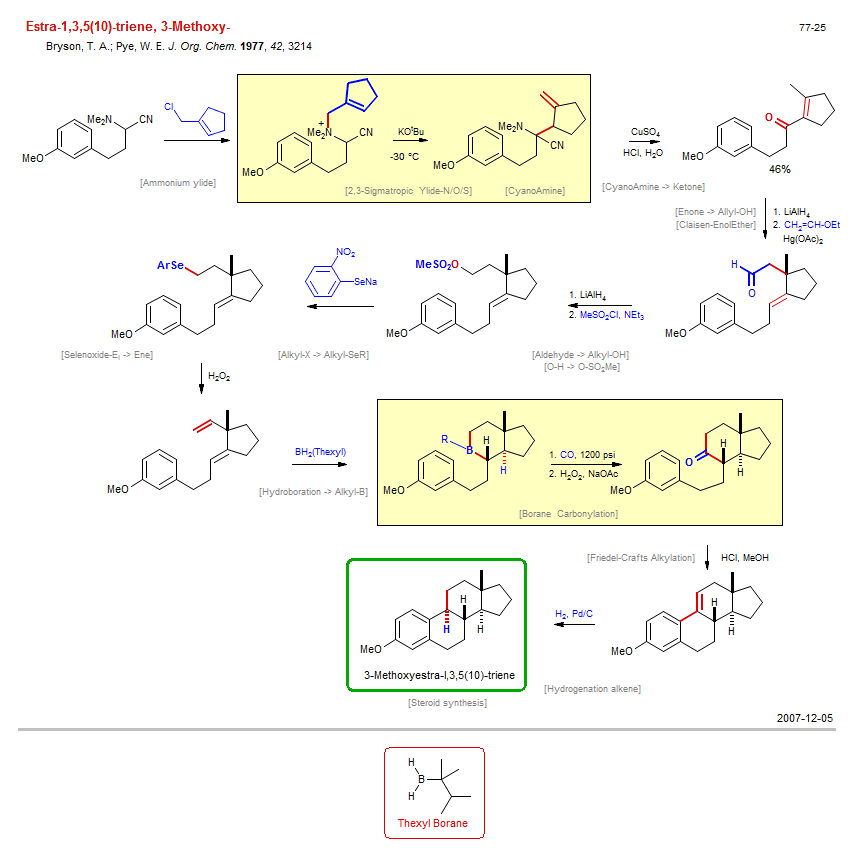 Estra-1,3,5(10)-triene, 3-Methoxy-
77-25
Bryson, T. A.; Pye, W. E. J. Org. Chem. 1977, 42, 3214
Me₂N
CN
MeO
Cl
[Ammonium ylide]
+
Me₂N
CN
MeO
[2,3-Sigmatropic Ylide-N/O/S]
KOᵗBu
-30 °C
Me₂N
CN
MeO
[CyanoAmine]
CuSO₄
HCl, H₂O
[CyanoAmine -> Ketone]
O
MeO
46%
[Enone -> Allyl-OH]
[Claisen-EnolEther]
1. LiAlH₄
2. CH₂=CH-OEt
Hg(OAc)₂
H
O
MeO
1. LiAlH₄
2. MeSO₂Cl, NEt₃
[Aldehyde -> Alkyl-OH]
[O-H -> O-SO₂Me]
MeSO₂O
MeO
NO₂
SeNa
[Alkyl-X -> Alkyl-SeR]
ArSe
MeO
[Selenoxide-Eᵢ -> Ene]
H₂O₂
MeO
BH₂(Thexyl)
[Hydroboration -> Alkyl-B]
R
B
H
H
MeO
1. CO, 1200 psi
2. H₂O₂, NaOAc
[Borane Carbonylation]
O
H
H
MeO
[Friedel-Crafts Alkylation]
HCl, MeOH
H
H
MeO
H₂, Pd/C
[Hydrogenation alkene]
H
H
H
MeO
3-Methoxyestra-I,3,5(10)-triene
[Steroid synthesis]
2007-12-05
H
B
H
Thexyl Borane